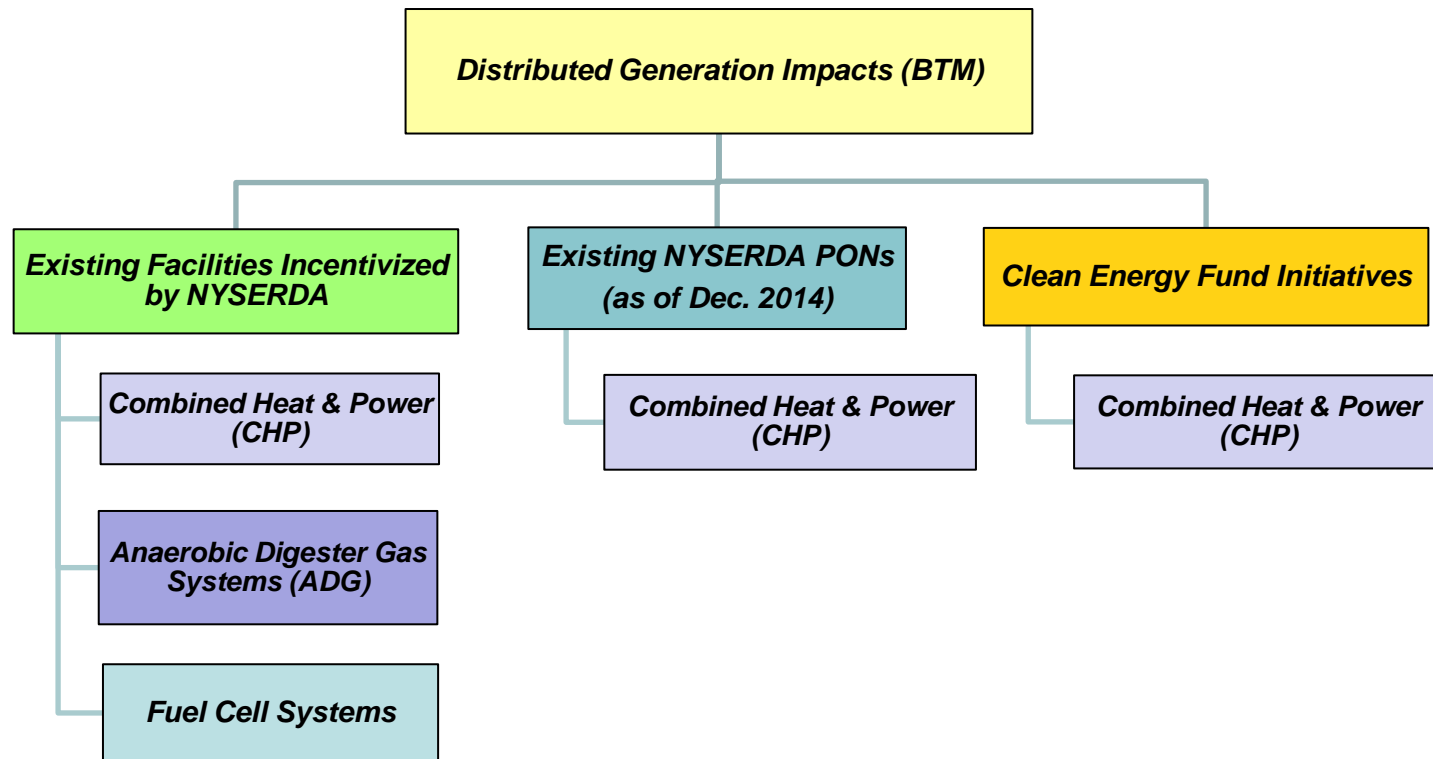 Distributed Generation Impacts (BTM)
Existing Facilities Incentivized
by NYSERDA
Existing NYSERDA PONs
(as of Dec. 2014)
Clean Energy Fund Initiatives
Combined Heat & Power
(CHP)
Combined Heat & Power
(CHP)
Combined Heat & Power
(CHP)
Anaerobic Digester Gas
Systems (ADG)
Fuel Cell Systems